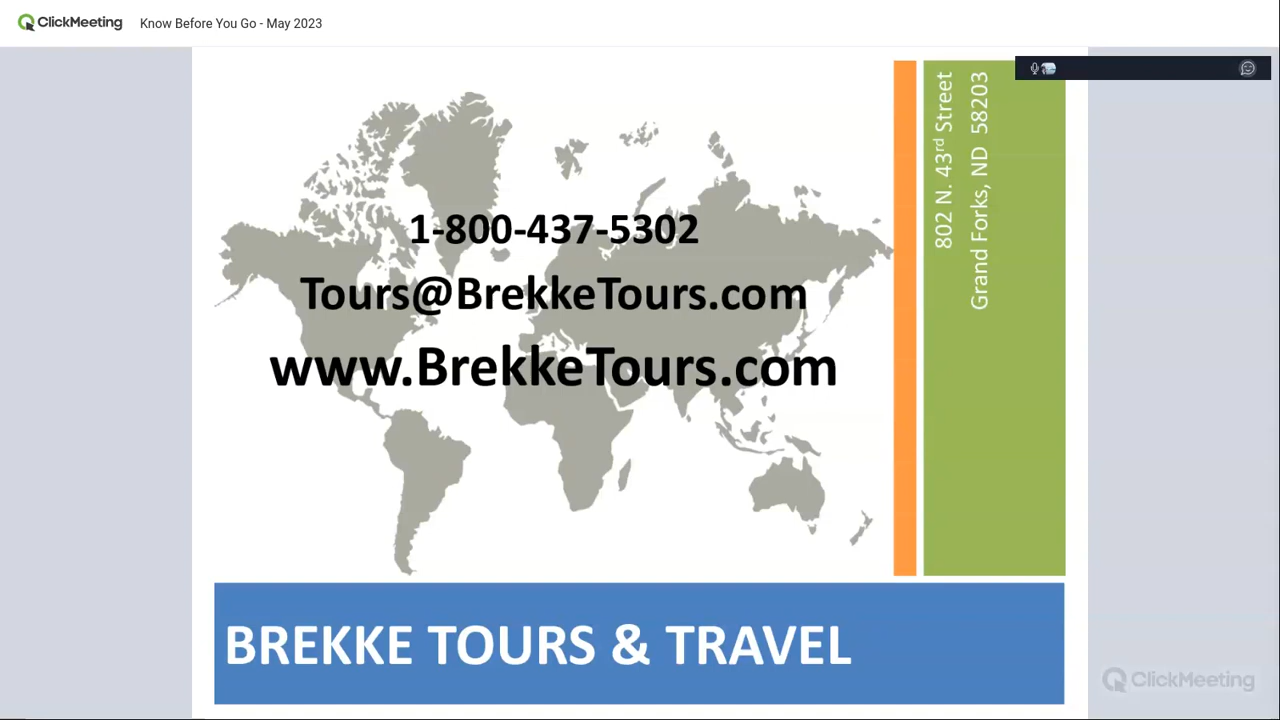 ClickMeeting Know Before You Go - May 2023
1-800-437-5302
Tours@BrekkeTours.com
www.BrekkeTours.com
802 N. 43rd Street
Grand Forks, ND 58203
BREKKE TOURS & TRAVEL
ClickMeeting